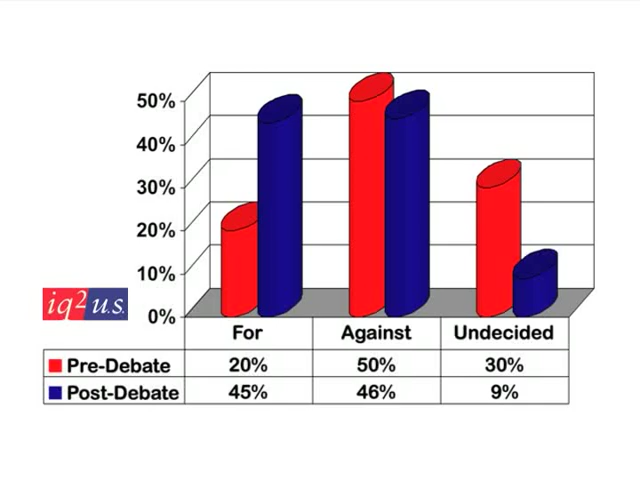 50%
40%
30%
20%
10%
0%
iq2 u.s.
For Against Undecided
Pre-Debate 20% 50% 30%
Post-Debate 45% 46% 9%